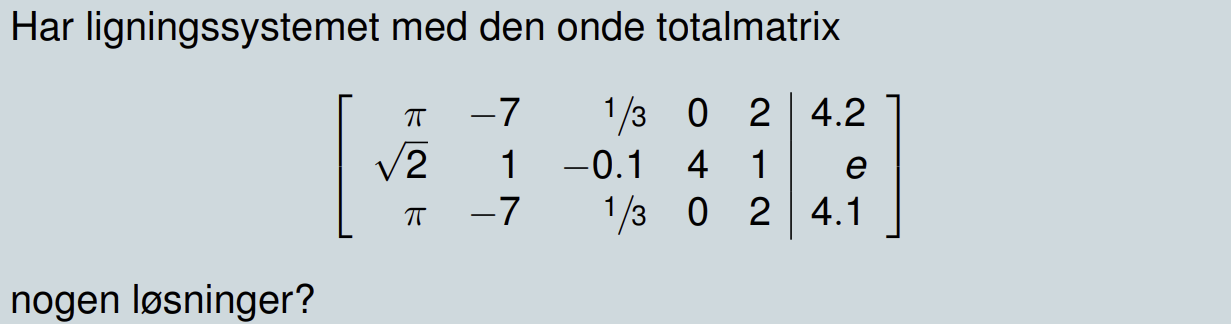 Har ligningssystemet med den onde totalmatrix
π −7 1/3 0 2 4.2
√2 1 −0.1 4 1 e
π −7 1/3 0 2 4.1
nogen løsninger?